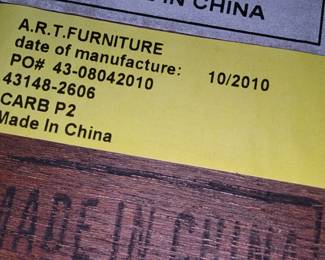 IN CHINA
A.R.T.FURNITURE
date of manufacture: 10/2010
PO# 43-08042010
43148-2606
CARB P2
Made In China
MADE IN CHINA